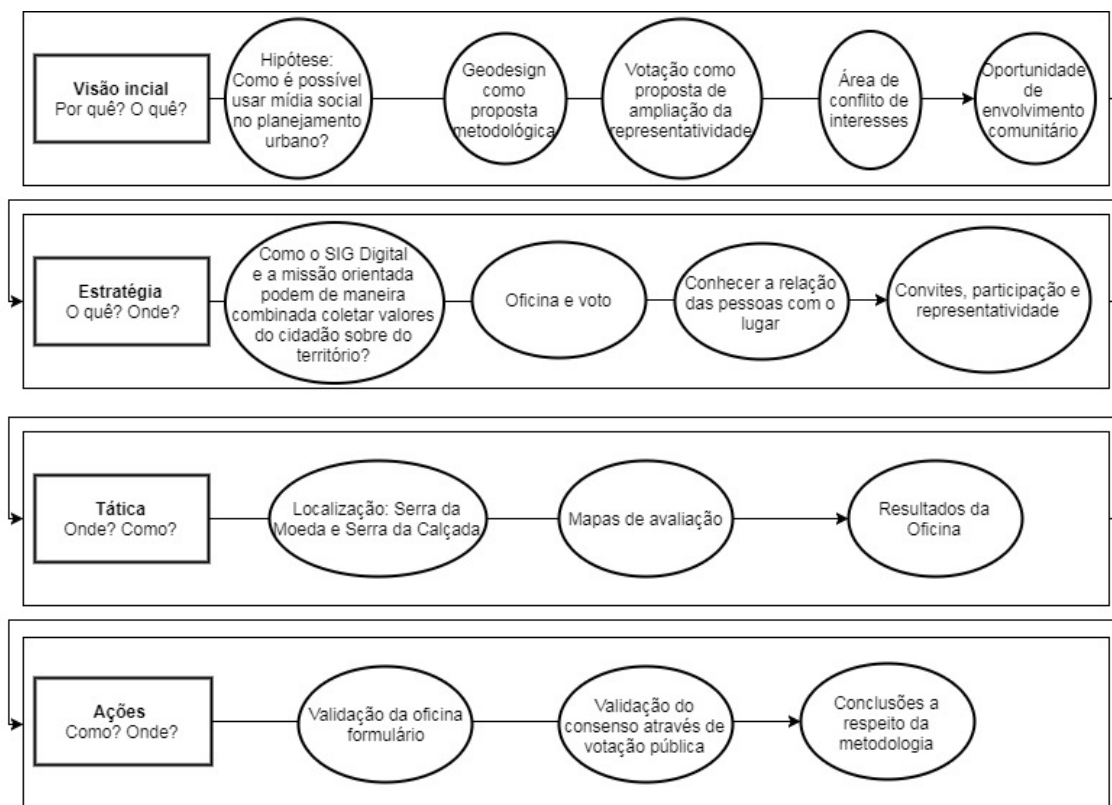 Visão incial
Por quê? O quê?
Hipótese:
Como é possível
usar mídia social
no planejamento
urbano?
Geodesign
como
proposta
metodológica
Votação como
proposta de
ampliação da
representatividade
Área de
conflito de
interesses
Oportunidade
de
envolvimento
comunitário
Estratégia
O quê? Onde?
Como o SIG Digital
e a missão orientada
podem de maneira
combinada coletar valores
do cidadão sobre do
território?
Oficina e voto
Conhecer a relação
das pessoas com o
lugar
Convites, participação e
representatividade
Tática
Onde? Como?
Localização: Serra da
Moeda e Serra da Calçada
Mapas de avaliação
Resultados da
Oficina
Ações
Como? Onde?
Validação da oficina
formulário
Validação do
consenso através de
votação pública
Conclusões a
respeito da
metodologia